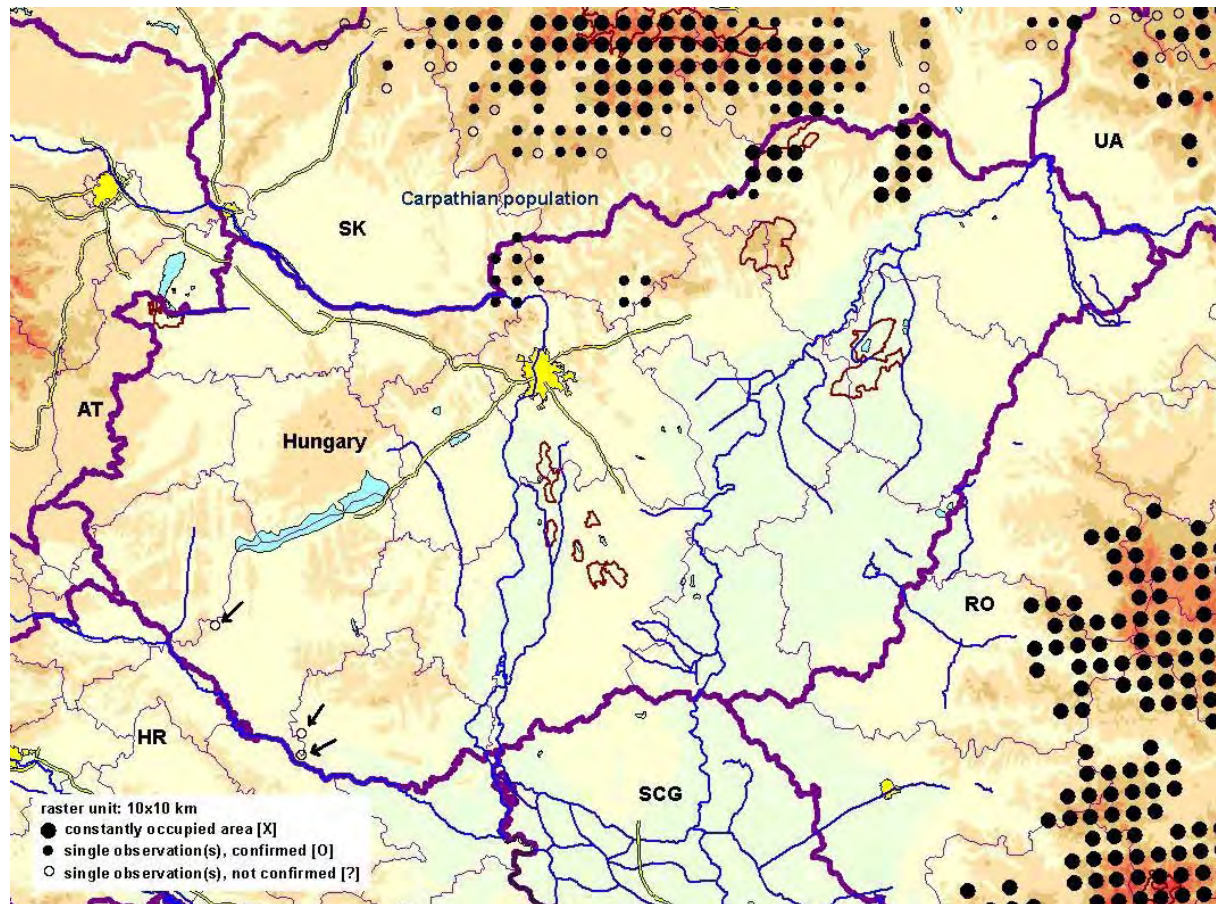 UA
Carpathian population
SK
AT
Hungary
RO
HR
SCG
raster unit: 10x10 km
constantly occupied area [X]
single observation(s), confirmed [O]
single observation(s), not confirmed [?]